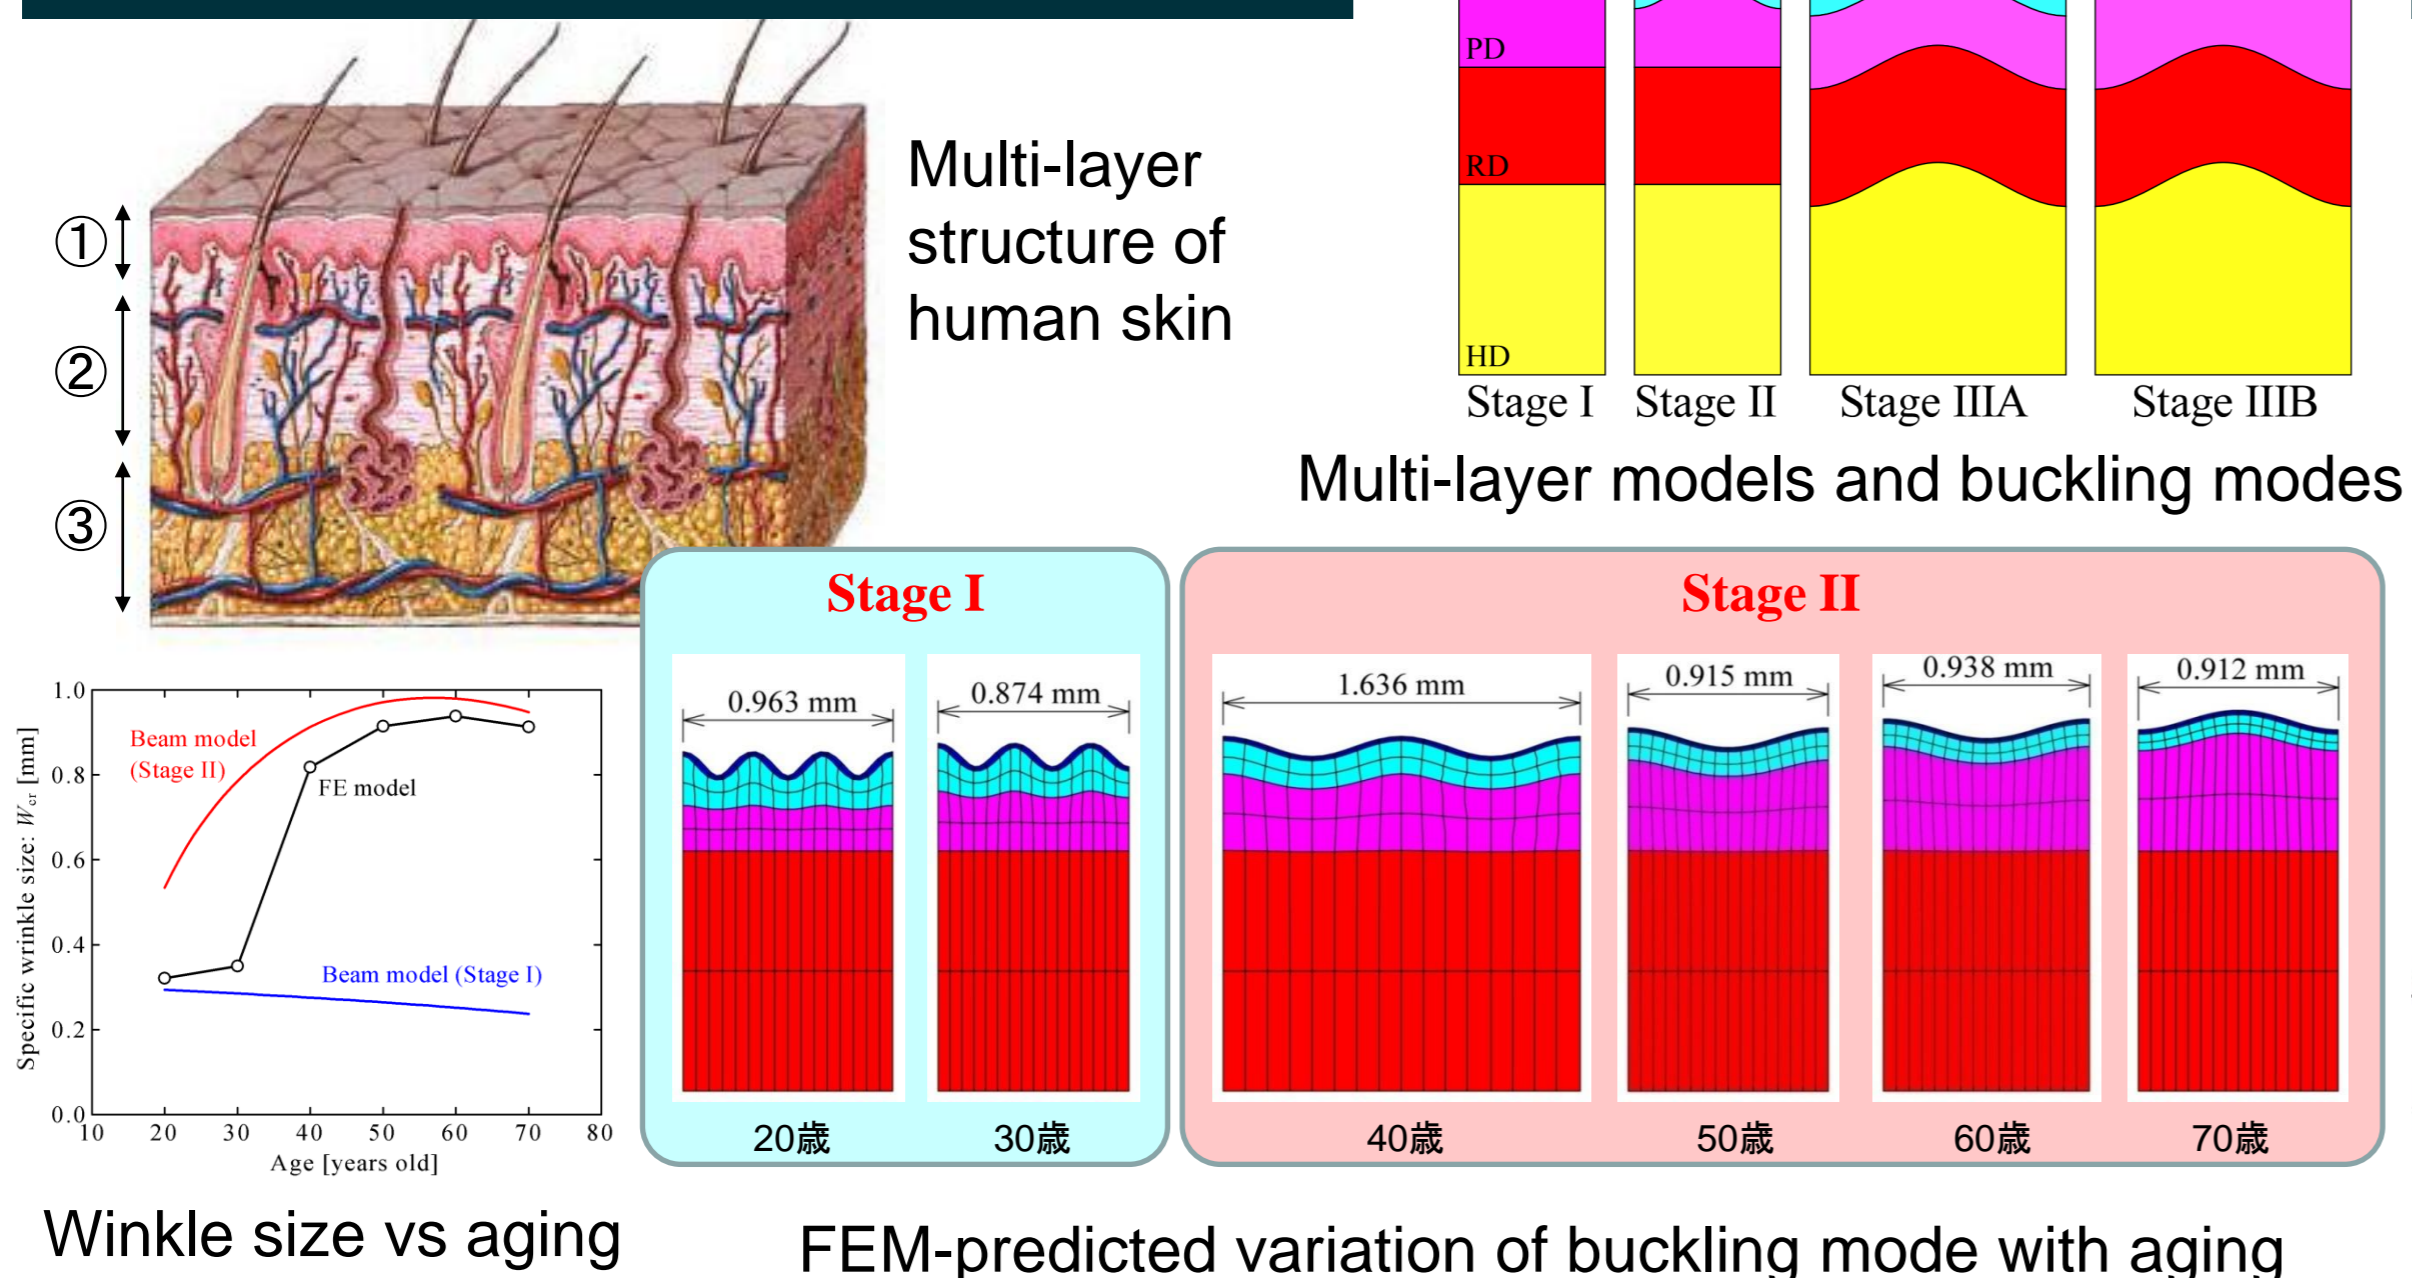 ①
②
③
Multi-layer
structure of
human skin
PD
RD
HD
Stage I
Stage II
Stage IIIA
Stage IIIB
Multi-layer models and buckling modes
Specific wrinkle size: Wcr [mm]
1.0
0.8
0.6
0.4
0.2
0.0
10 20 30 40 50 60 70 80
Age [years old]
Beam model
(Stage II)
FE model
Beam model (Stage I)
Winkle size vs aging
Stage I
0.963 mm
0.874 mm
20歳
30歳
Stage II
1.636 mm
0.915 mm
0.938 mm
0.912 mm
40歳
50歳
60歳
70歳
FEM-predicted variation of buckling mode with aging